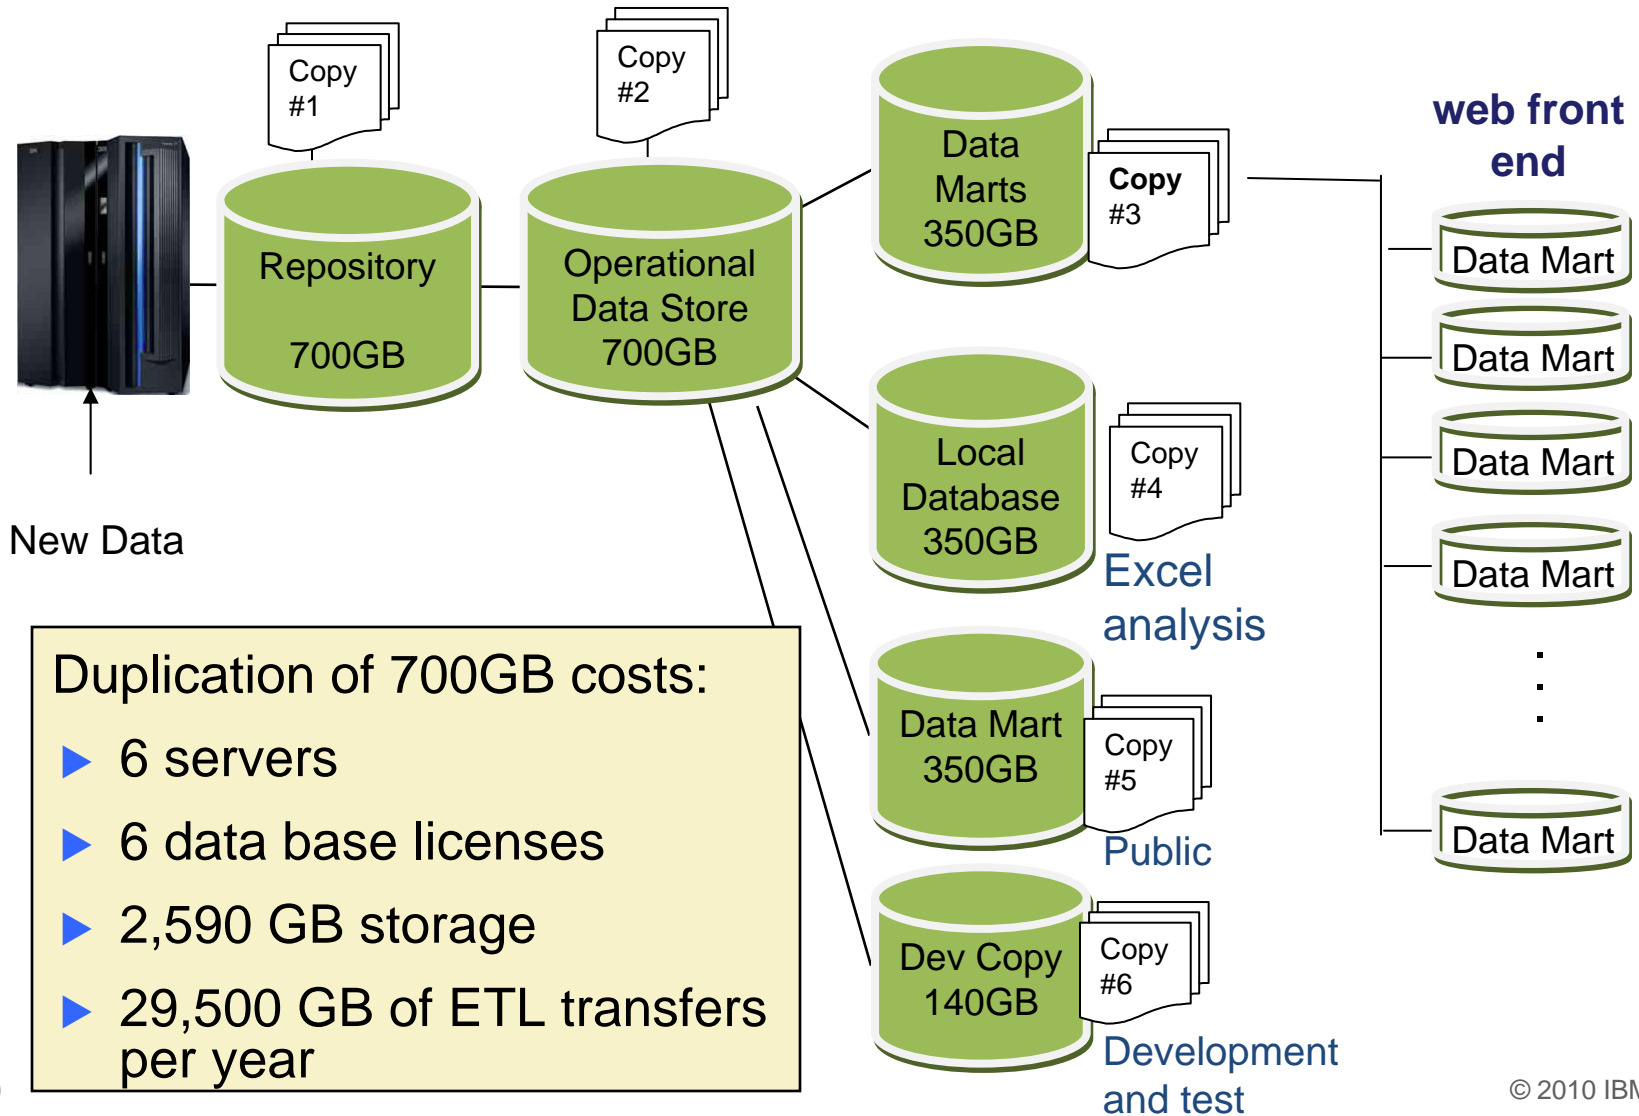 Copy
#1
Copy
#2
Repository
700GB
Operational
Data Store
700GB
New Data
Data
Marts
350GB
Copy
#3
Local
Database
350GB
Copy
#4
Excel
analysis
Data Mart
350GB
Copy
#5
Public
Dev Copy
140GB
Copy
#6
Development
and test
web front
end
Data Mart
Data Mart
Data Mart
Data Mart
.
.
.
Data Mart
Duplication of 700GB costs:
6 servers
6 data base licenses
2,590 GB storage
29,500 GB of ETL transfers
per year
© 2010 IBM